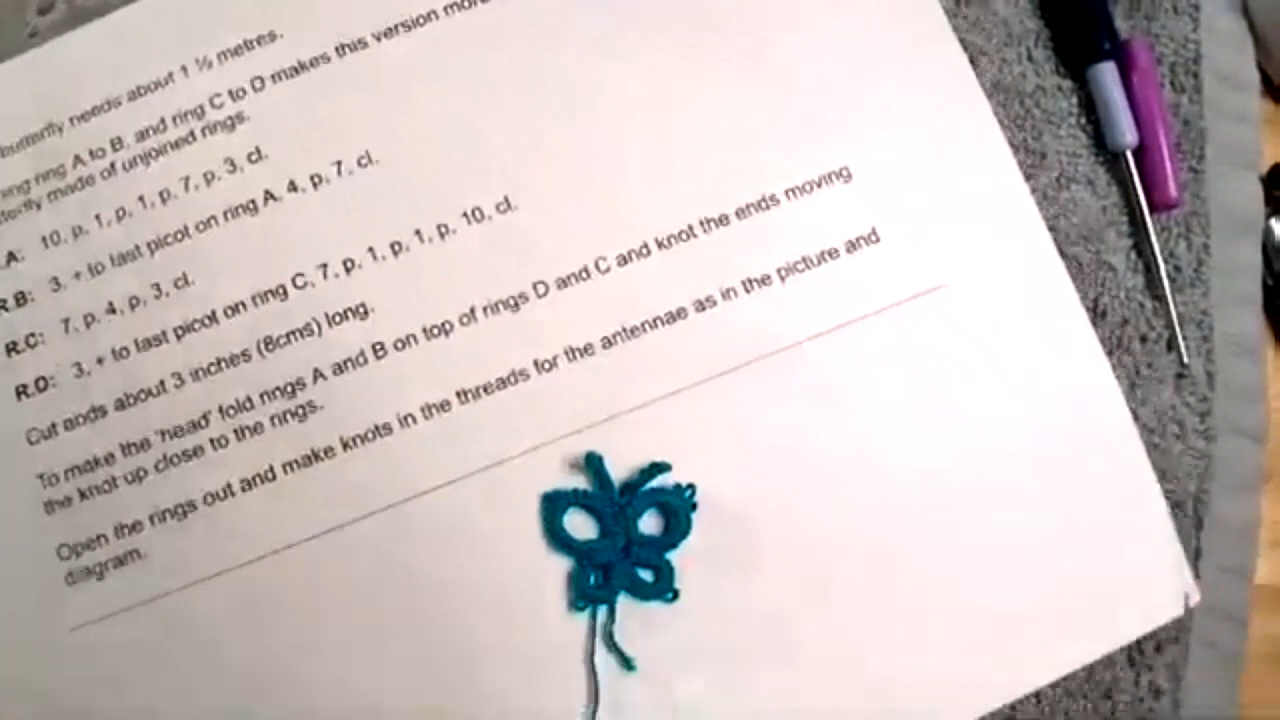 butterfly needs about 1 ½ metres.
ring A to B, and ring C to D makes this version
made of unjoined rings.
A: 10, p, 1, p, 1, p, 7, p, 3, cl.
R.B: 3, + to last picot on ring A, 4, p, 7, cl.
R.C: 7, p, 4, p, 3, cl.
R.D: 3, + to last picot on ring C, 7, p, 1, p, 1, p, 10, cl.
Cut ends about 3 inches (8cms) long.
To make the 'head' fold rings A and B on top of rings D and C and knot the ends moving
the knot up close to the rings.
Open the rings out and make knots in the threads for the antennae as in the picture and
diagram.